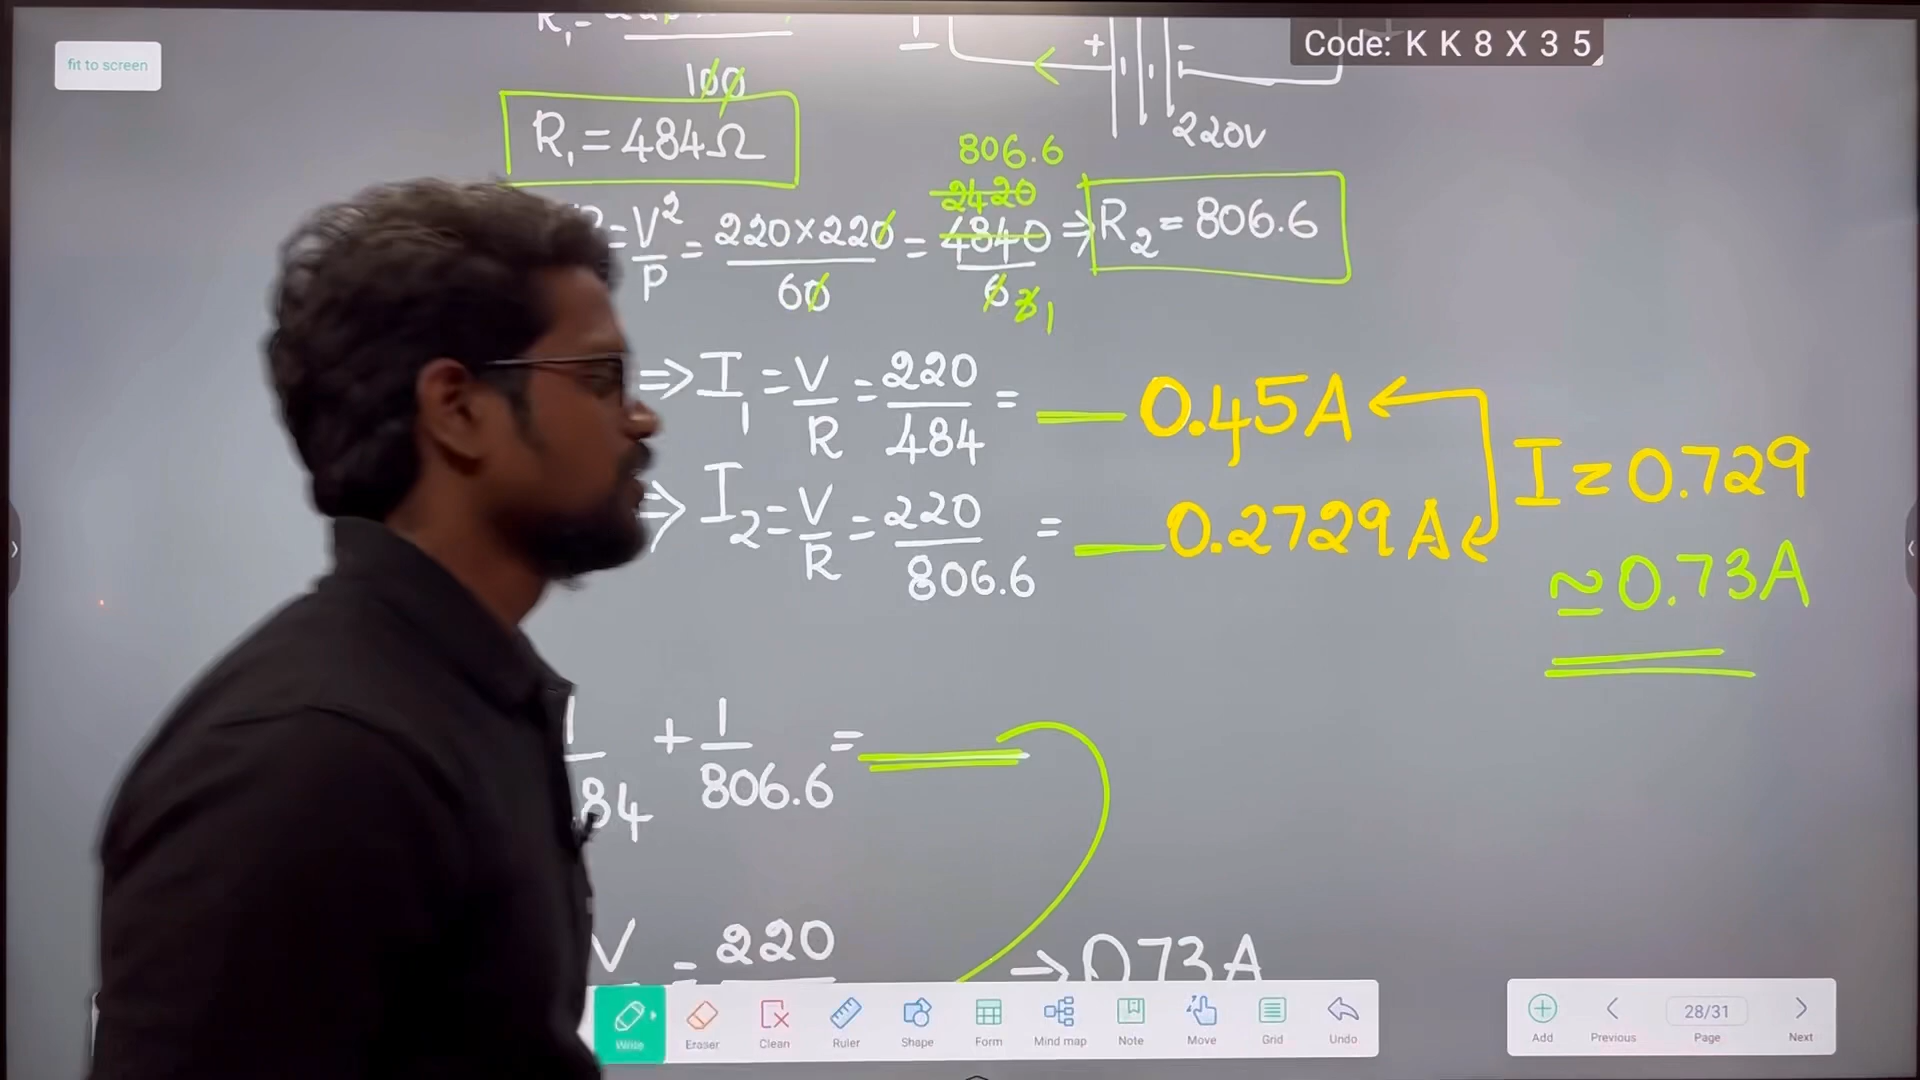 fit to screen
Code: K K 8 X 3 5
100
+ -
220V
R₁ = 484Ω
806.6
2420
= V²/P = 220×220/60 = 4840/6 3 1 ⇒ R₂ = 806.6
⇒ I₁ = V/R = 220/484 = 0.45A
I = 0.729
⇒ I₂ = V/R = 220/806.6 = 0.2729A
≃ 0.73A
+ 1/806.6 =
84
V = 220
→ 0.73A
Write Eraser Clean Ruler Shape Form Mind map Note Move Grid Undo
Add Previous 28/31 Page Next